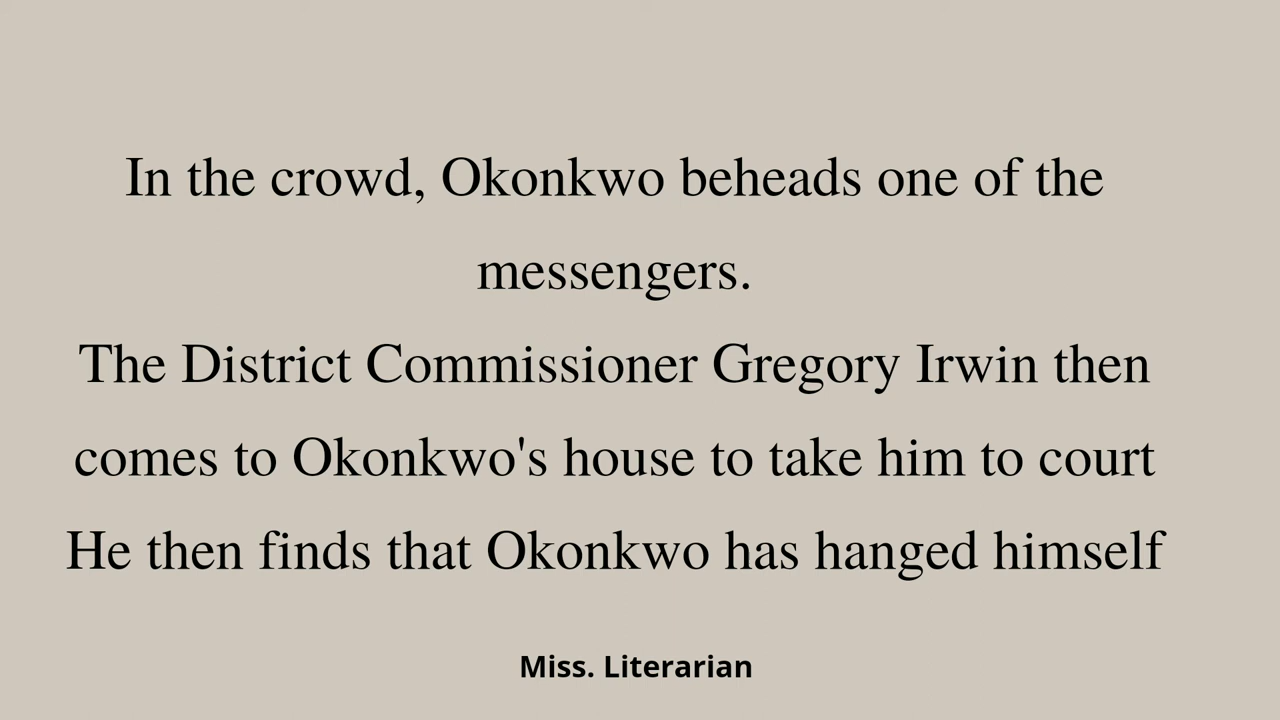 In the crowd, Okonkwo beheads one of the
messengers.
The District Commissioner Gregory Irwin then
comes to Okonkwo's house to take him to court
He then finds that Okonkwo has hanged himself
Miss. Literarian